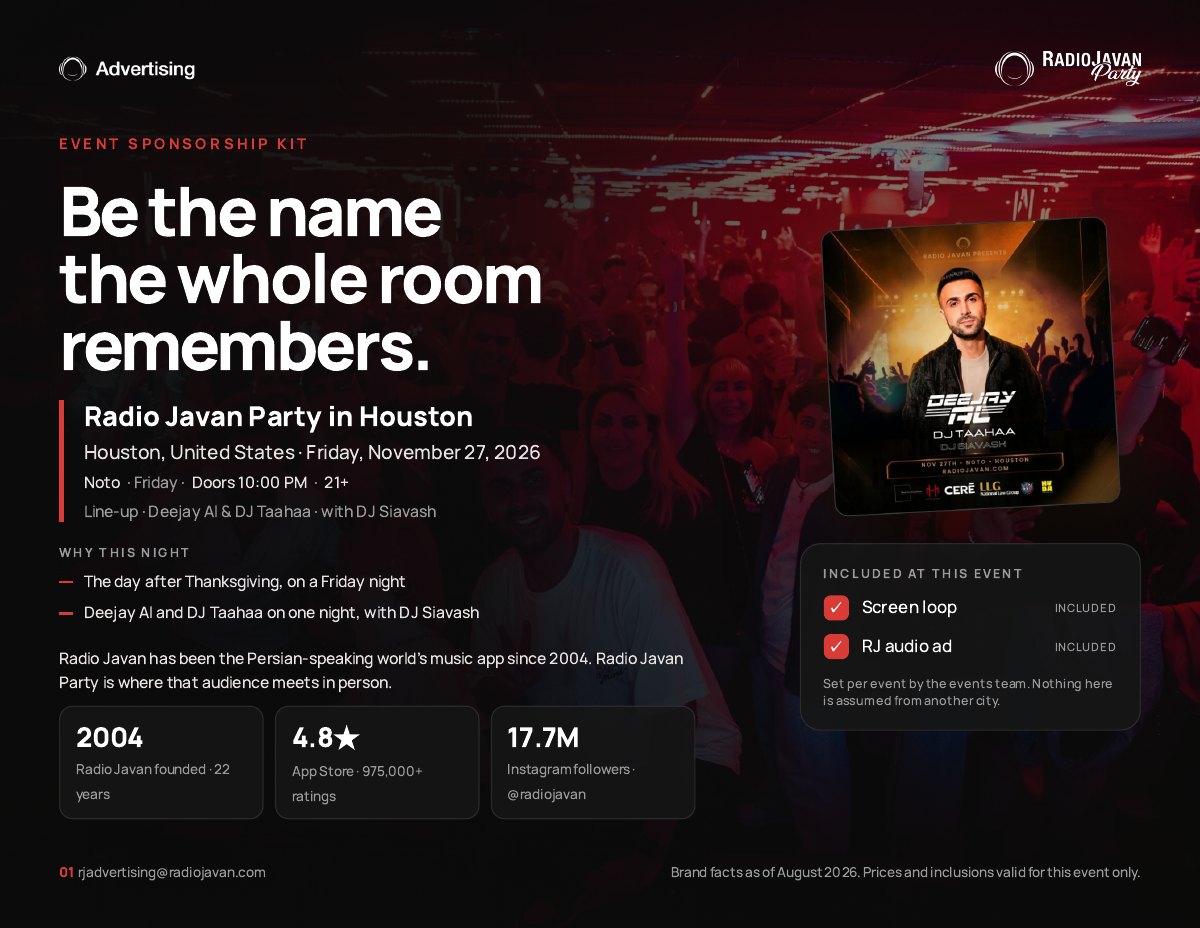 Advertising
RADIOJAVAN
Party
EVENT SPONSORSHIP KIT
Be the name
the whole room
remembers.
Radio Javan Party in Houston
Houston, United States · Friday, November 27, 2026
Noto · Friday · Doors 10:00 PM · 21+
Line-up · Deejay Al & DJ Taahaa · with DJ Siavash
WHY THIS NIGHT
— The day after Thanksgiving, on a Friday night
— Deejay Al and DJ Taahaa on one night, with DJ Siavash
Radio Javan has been the Persian-speaking world’s music app since 2004. Radio Javan
Party is where that audience meets in person.
2004
Radio Javan founded · 22
years
4.8★
App Store · 975,000+
ratings
17.7M
Instagram followers ·
@radiojavan
RADIO JAVAN PRESENTS
DEEJAY
AL
DJ TAAHAA
DJ SIAVASH
NOV 27TH • NOTO • HOUSTON
RADIOJAVAN.COM
CERÉ
LLG
National Law Group
INCLUDED AT THIS EVENT
✓ Screen loop INCLUDED
✓ RJ audio ad INCLUDED
Set per event by the events team. Nothing here
is assumed from another city.
01 rjadvertising@radiojavan.com
Brand facts as of August 2026. Prices and inclusions valid for this event only.